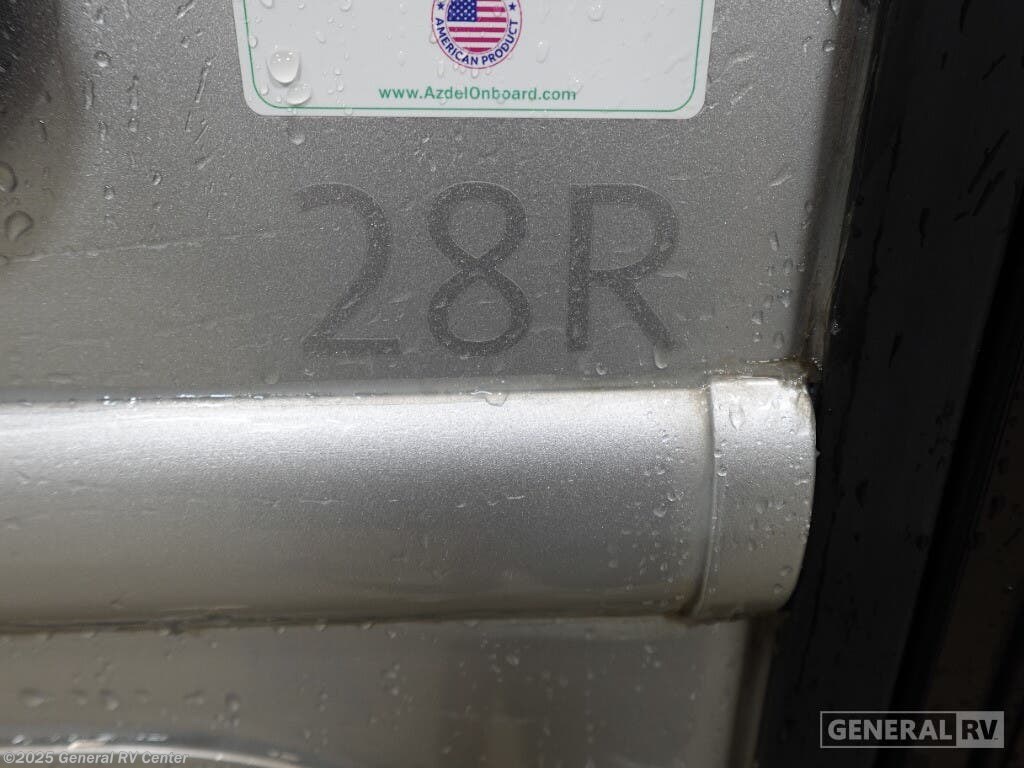 AMERICAN PRODUCT
www.AzdelOnboard.com
28R
GENERAL RV
©2025 General RV Center